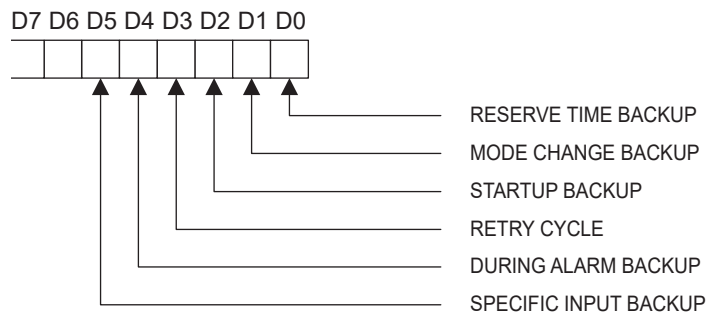 D7 D6 D5 D4 D3 D2 D1 D0
RESERVE TIME BACKUP
MODE CHANGE BACKUP
STARTUP BACKUP
RETRY CYCLE
DURING ALARM BACKUP
SPECIFIC INPUT BACKUP